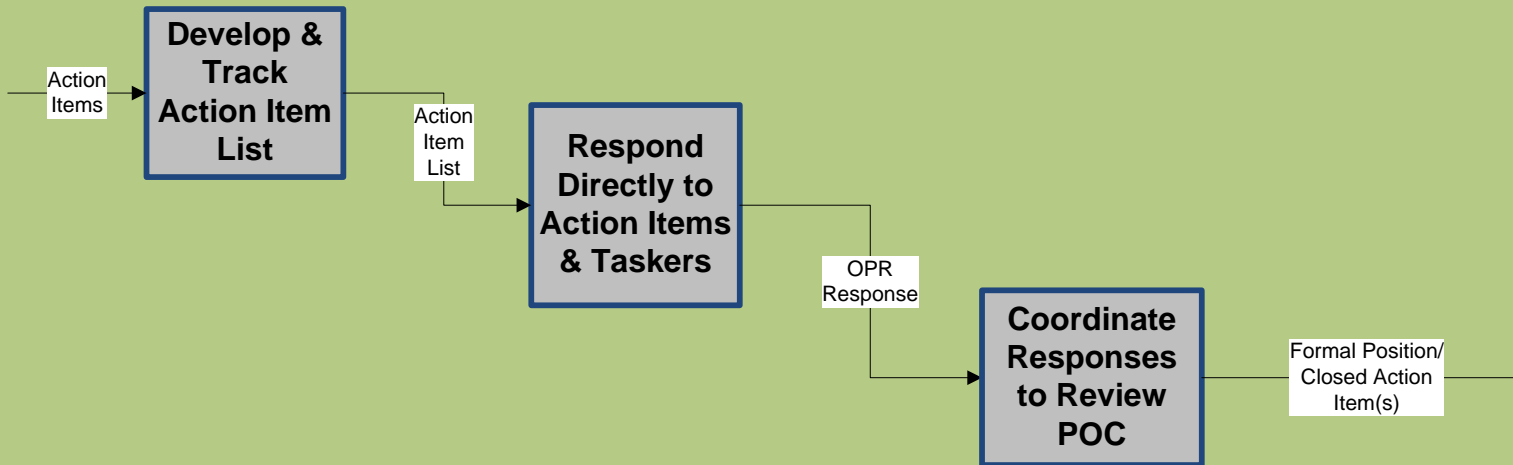 Action
Items
Develop &
Track
Action Item
List
Action
Item
List
Respond
Directly to
Action Items
& Taskers
OPR
Response
Coordinate
Responses
to Review
POC
Formal Position/
Closed Action
Item(s)